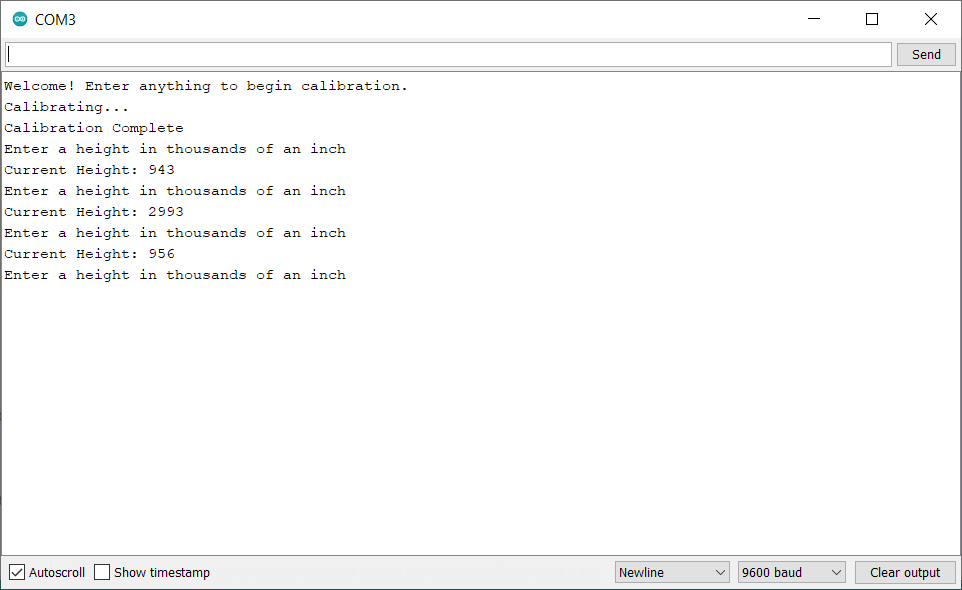 COM3
Send
Welcome! Enter anything to begin calibration.
Calibrating...
Calibration Complete
Enter a height in thousands of an inch
Current Height: 943
Enter a height in thousands of an inch
Current Height: 2993
Enter a height in thousands of an inch
Current Height: 956
Enter a height in thousands of an inch
Autoscroll Show timestamp Newline 9600 baud Clear output